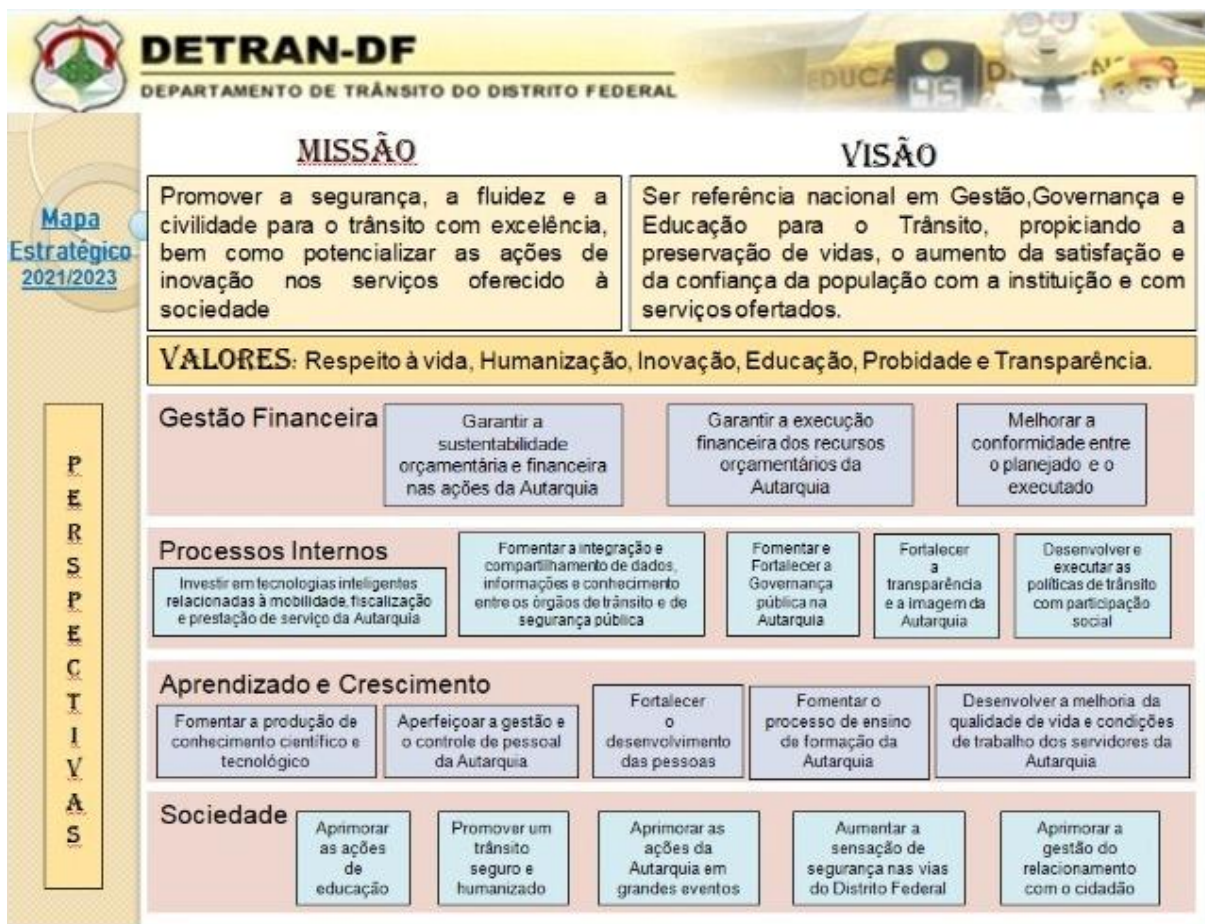 DETRAN-DF
DEPARTAMENTO DE TRÂNSITO DO DISTRITO FEDERAL
EDUCA
95
Mapa
Estratégico
2021/2023
MISSÃO
Promover a segurança, a fluidez e a
civilidade para o trânsito com excelência,
bem como potencializar as ações de
inovação nos serviços oferecido à
sociedade
VISÃO
Ser referência nacional em Gestão,Governança e
Educação para o Trânsito, propiciando a
preservação de vidas, o aumento da satisfação e
da confiança da população com a instituição e com
serviços ofertados.
VALORES: Respeito à vida, Humanização, Inovação, Educação, Probidade e Transparência.
PERSPECTIVAS
Gestão Financeira
Garantir a
sustentabilidade
orçamentária e financeira
nas ações da Autarquia
Garantir a execução
financeira dos recursos
orçamentários da
Autarquia
Melhorar a
conformidade entre
o planejado e o
executado
Processos Internos
Investir em tecnologias inteligentes
relacionadas à mobilidade, fiscalização
e prestação de serviço da Autarquia
Fomentar a integração e
compartilhamento de dados,
informações e conhecimento
entre os órgãos de trânsito e de
segurança pública
Fomentar e
Fortalecer a
Governança
pública na
Autarquia
Fortalecer
a
transparência
e a imagem da
Autarquia
Desenvolver e
executar as
políticas de trânsito
com participação
social
Aprendizado e Crescimento
Fomentar a produção de
conhecimento científico e
tecnológico
Aperfeiçoar a gestão e
o controle de pessoal
da Autarquia
Fortalecer
o
desenvolvimento
das pessoas
Fomentar o
processo de ensino
de formação da
Autarquia
Desenvolver a melhoria da
qualidade de vida e condições
de trabalho dos servidores da
Autarquia
Sociedade
Aprimorar
as ações
de
educação
Promover um
trânsito
seguro e
humanizado
Aprimorar as
ações da
Autarquia em
grandes eventos
Aumentar a
sensação de
segurança nas vias
do Distrito Federal
Aprimorar a
gestão do
relacionamento
com o cidadão